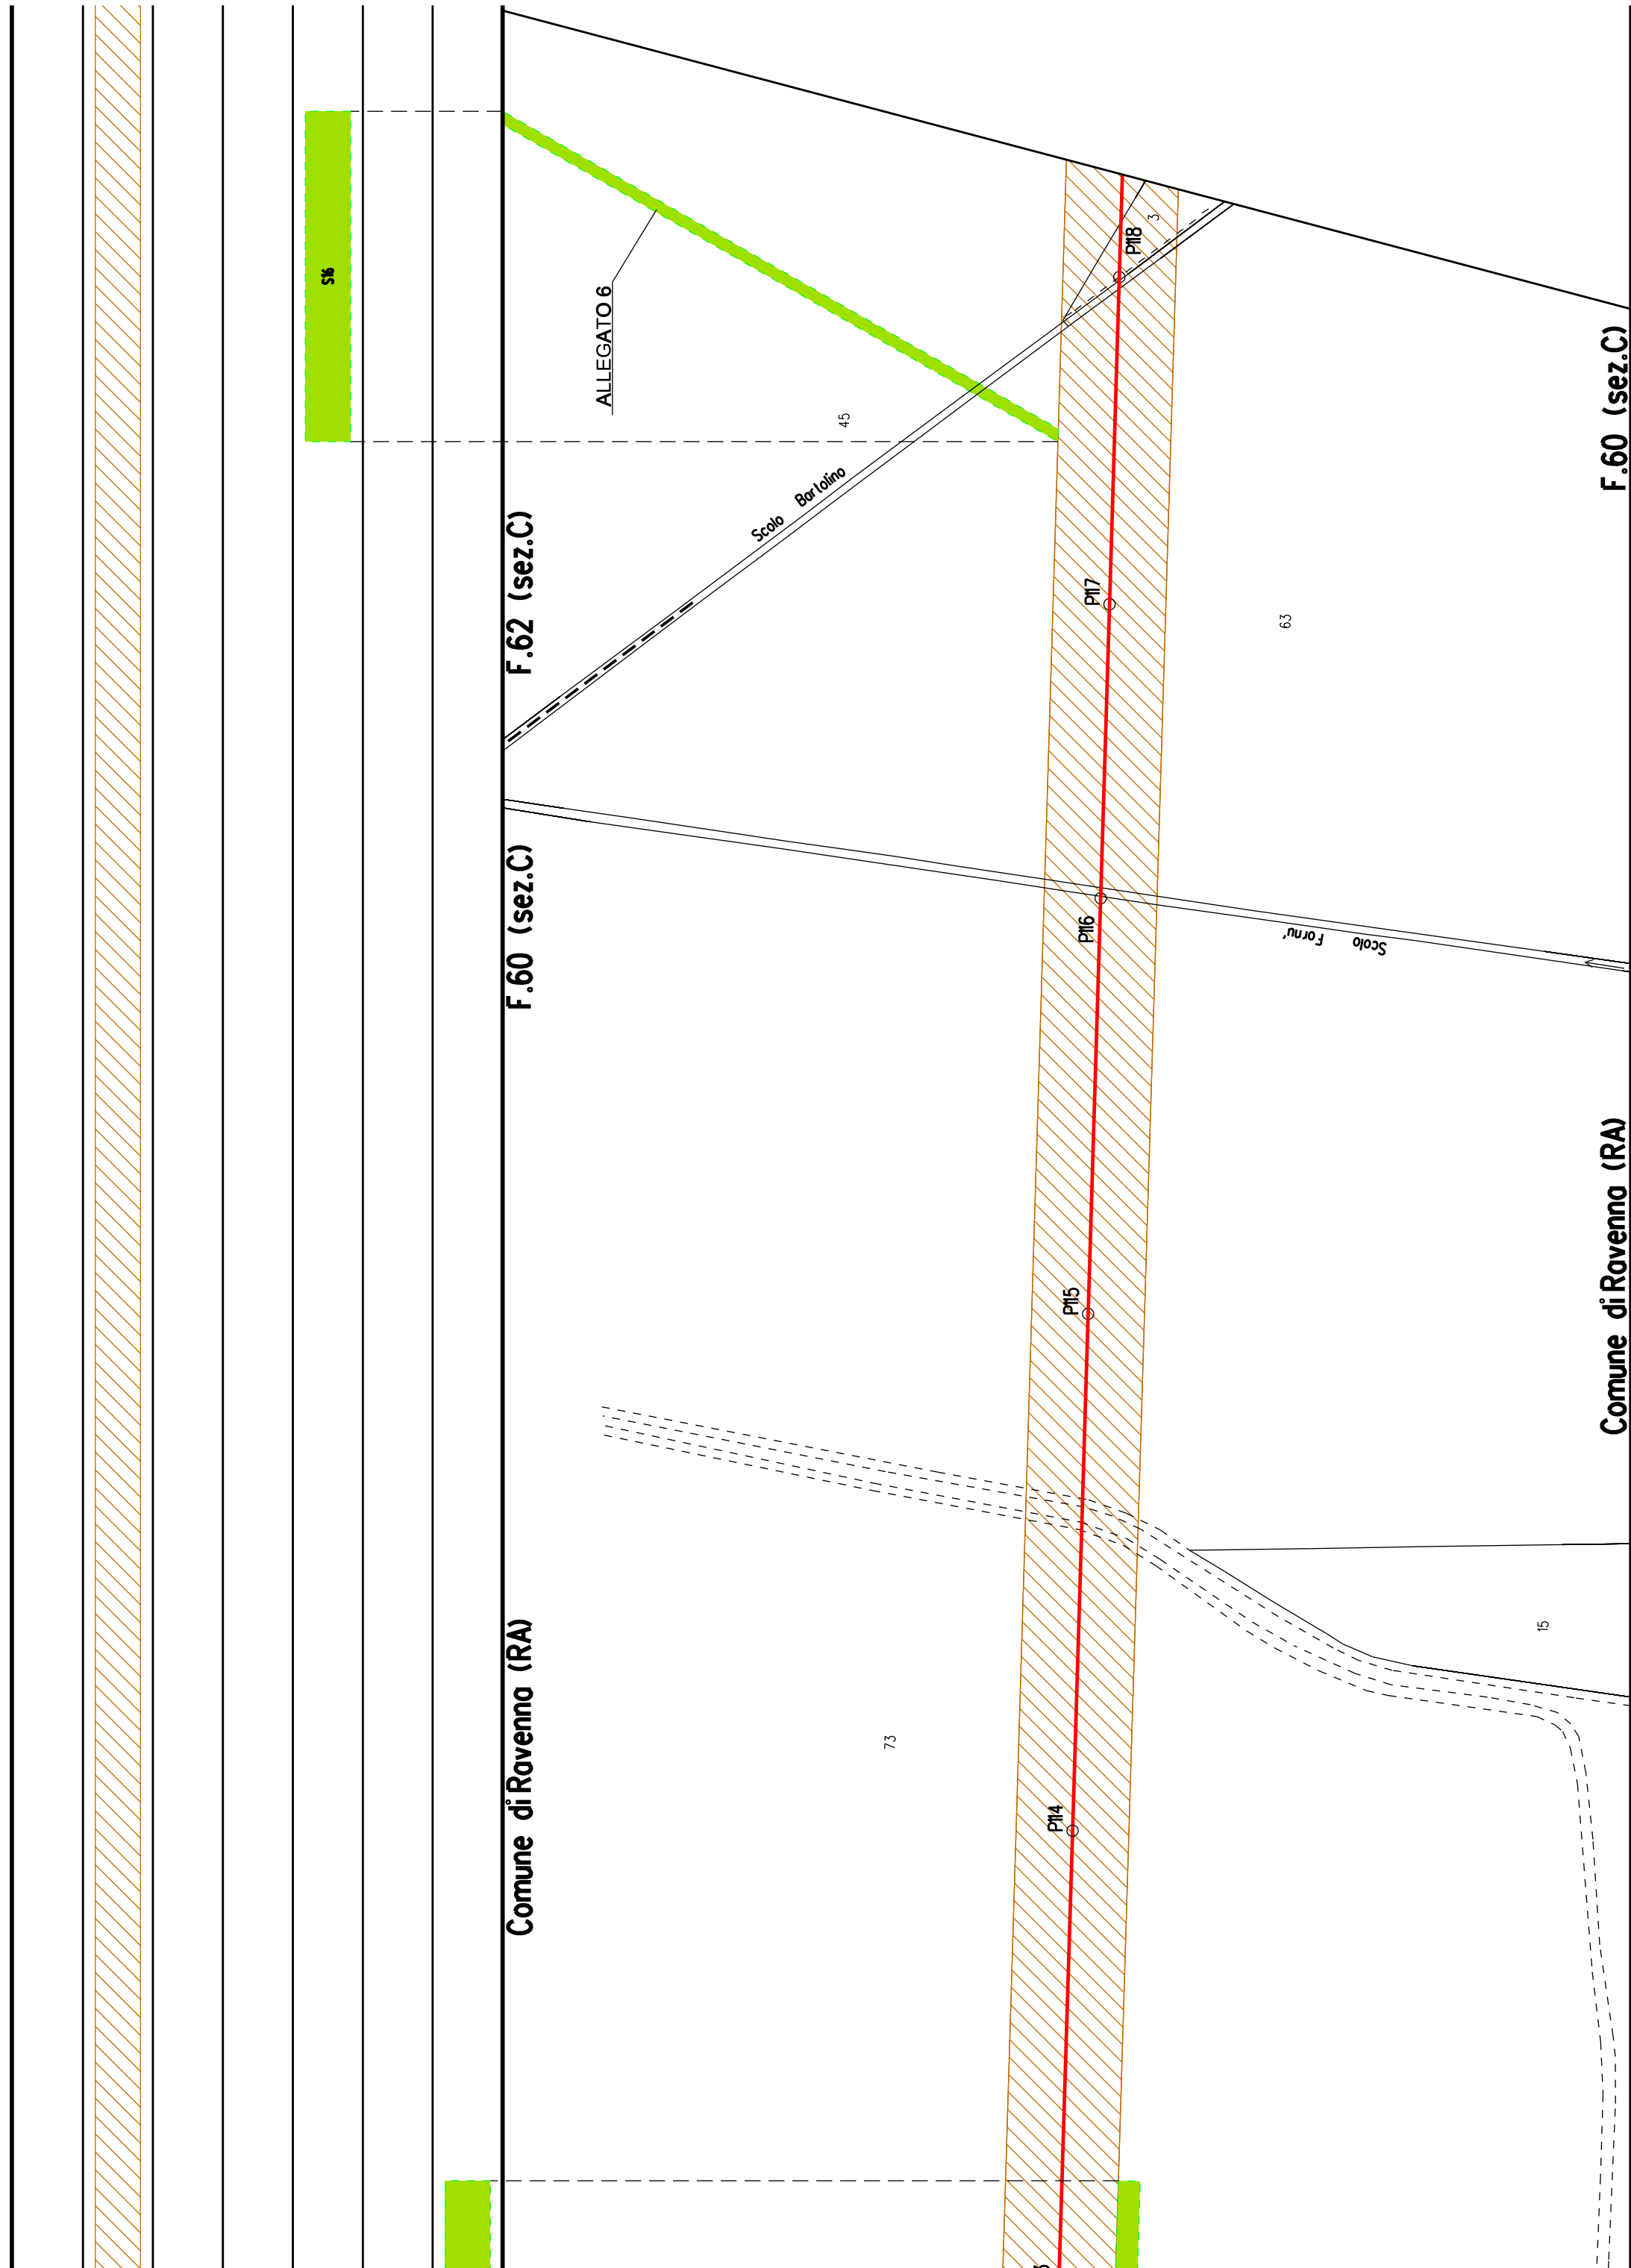 S16
ALLEGATO 6
3
P118
F.60 (sez.C)
45
Scolo Bartolino
F.62 (sez.C)
P117
63
F.60 (sez.C)
P116
Scolo Fornu'
Comune di Ravenna (RA)
P115
15
Comune di Ravenna (RA)
73
P114